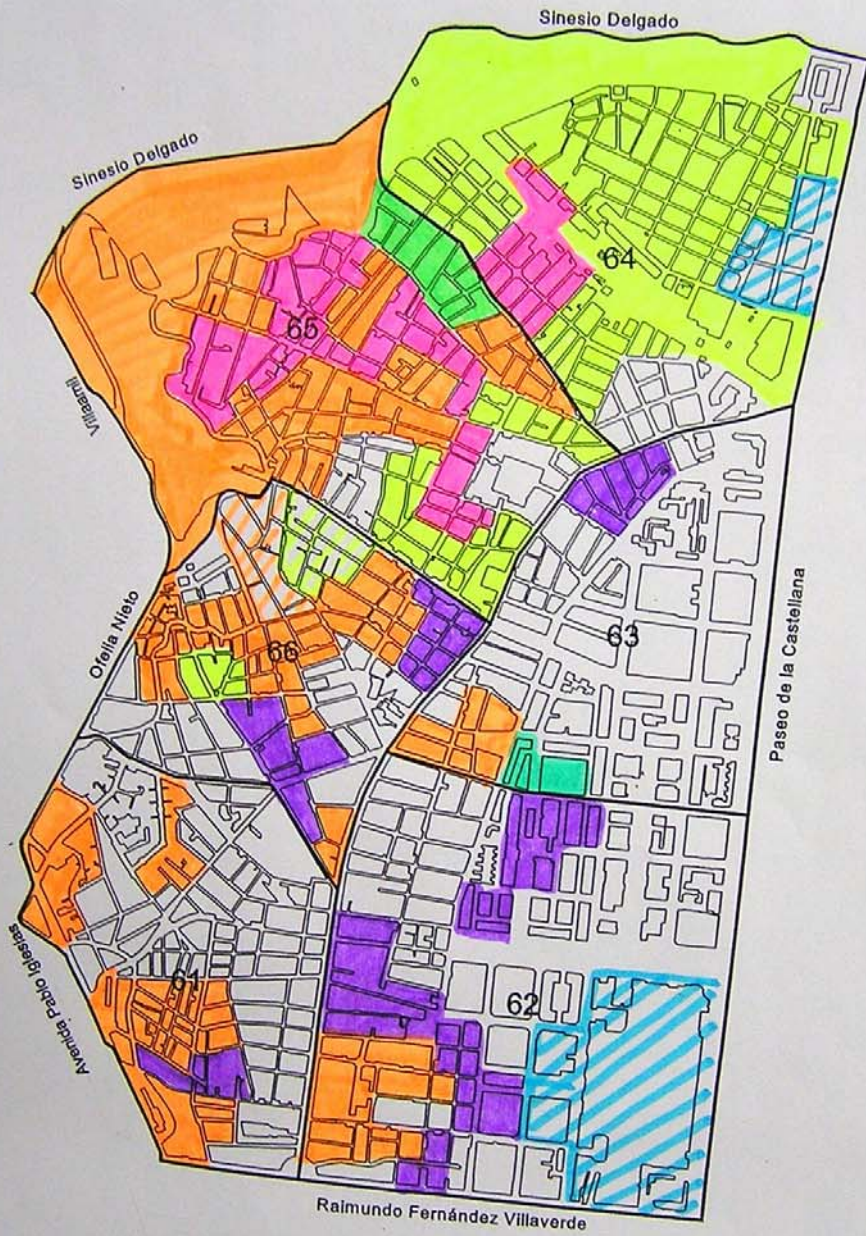 Sinesio Delgado
Sinesio Delgado
64
65
Villaamil
63
Ofelia Nieto
66
Paseo de la Castellana
61
62
Avenida Pablo Iglesias
Raimundo Fernández Villaverde